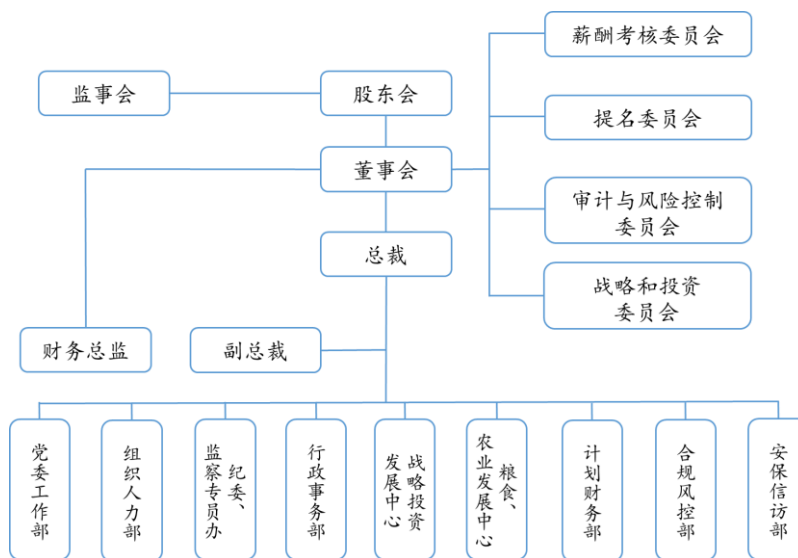 薪酬考核委员会
监事会
股东会
提名委员会
董事会
审计与风险控制
委员会
总裁
战略和投资
委员会
财务总监
副总裁
党委工作部
组织人力部
纪委、
监察专员办
行政事务部
战略投资
发展中心
粮食、
农业发展中心
计划财务部
合规风控部
安保信访部